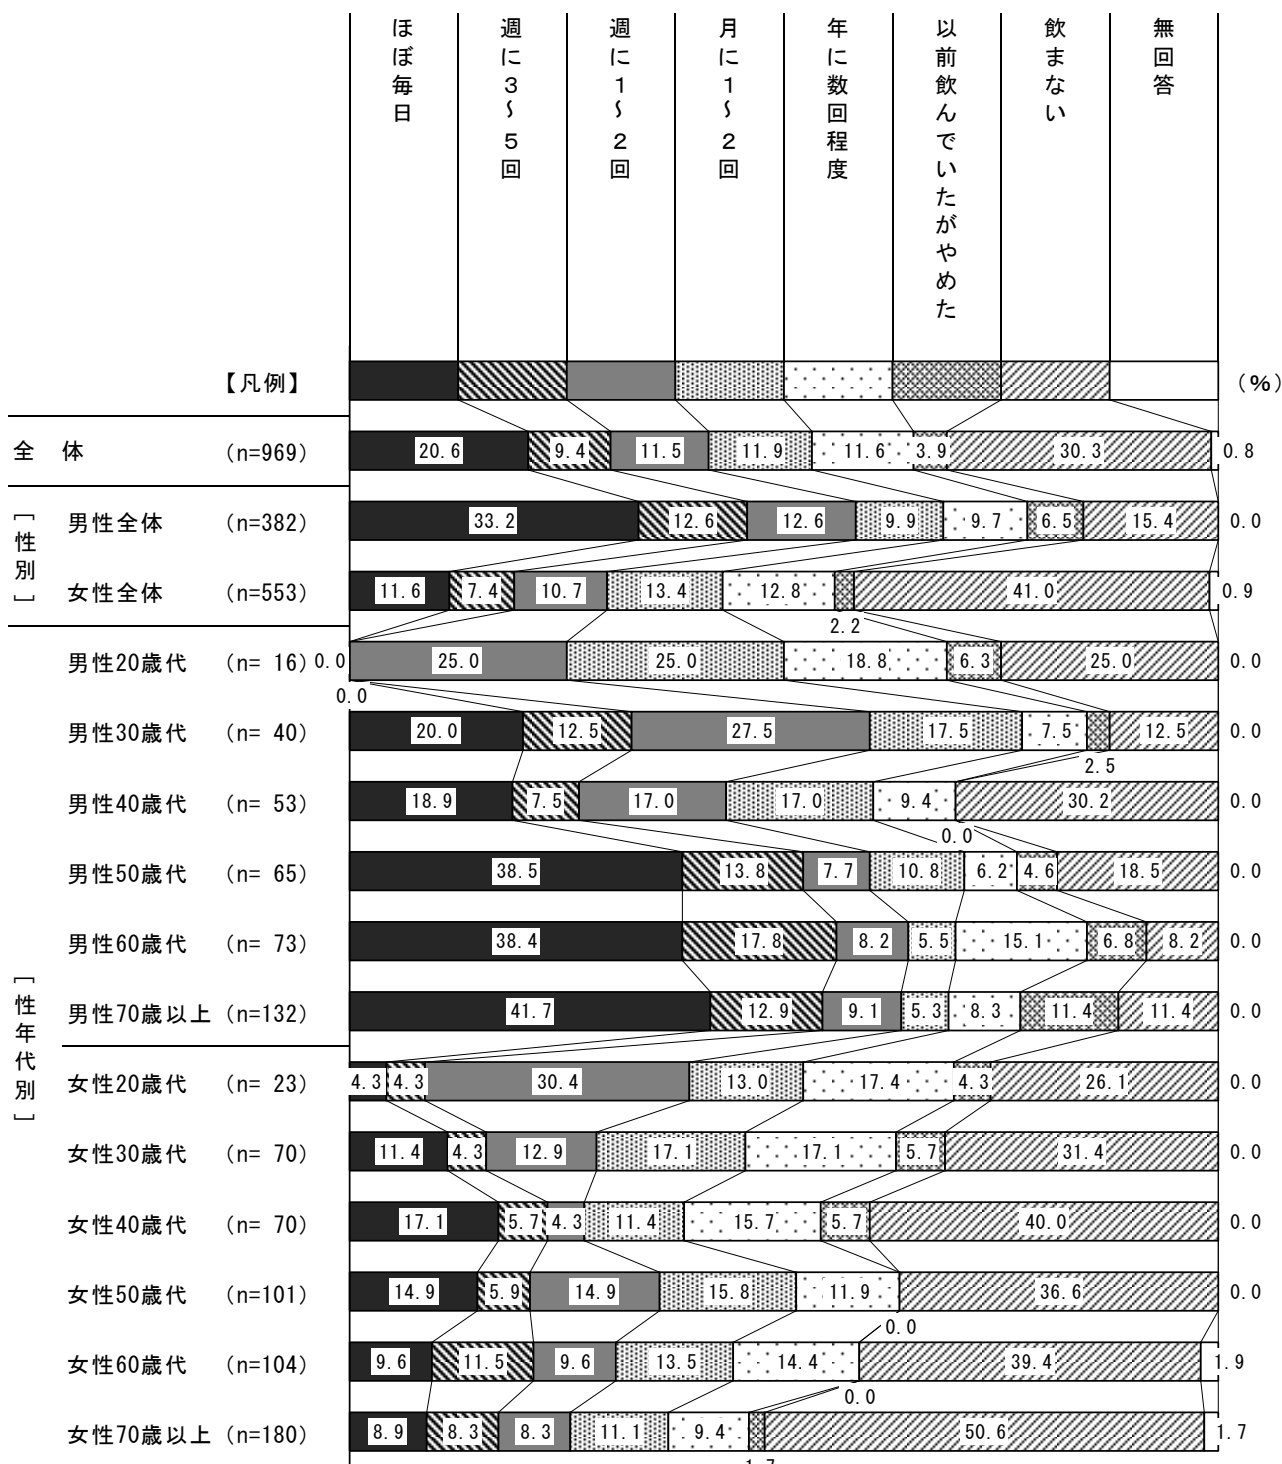 ほぼ毎日
週に３～５回
週に１～２回
月に１～２回
年に数回程度
以前飲んでいたがやめた
飲まない
無回答
【凡例】 (%)
全　体 (n=969) 20.6 9.4 11.5 11.9 11.6 3.9 30.3 0.8
［性別］
男性全体 (n=382) 33.2 12.6 12.6 9.9 9.7 6.5 15.4 0.0
女性全体 (n=553) 11.6 7.4 10.7 13.4 12.8 41.0 0.9
2.2
［性年代別］
男性20歳代 (n= 16) 0.0 25.0 25.0 18.8 6.3 25.0 0.0
0.0
男性30歳代 (n= 40) 20.0 12.5 27.5 17.5 7.5 12.5 0.0
2.5
男性40歳代 (n= 53) 18.9 7.5 17.0 17.0 9.4 30.2 0.0
0.0
男性50歳代 (n= 65) 38.5 13.8 7.7 10.8 6.2 4.6 18.5 0.0
男性60歳代 (n= 73) 38.4 17.8 8.2 5.5 15.1 6.8 8.2 0.0
男性70歳以上 (n=132) 41.7 12.9 9.1 5.3 8.3 11.4 11.4 0.0
女性20歳代 (n= 23) 4.3 4.3 30.4 13.0 17.4 4.3 26.1 0.0
女性30歳代 (n= 70) 11.4 4.3 12.9 17.1 17.1 5.7 31.4 0.0
女性40歳代 (n= 70) 17.1 5.7 4.3 11.4 15.7 5.7 40.0 0.0
女性50歳代 (n=101) 14.9 5.9 14.9 15.8 11.9 36.6 0.0
0.0
女性60歳代 (n=104) 9.6 11.5 9.6 13.5 14.4 39.4 1.9
0.0
女性70歳以上 (n=180) 8.9 8.3 8.3 11.1 9.4 50.6 1.7